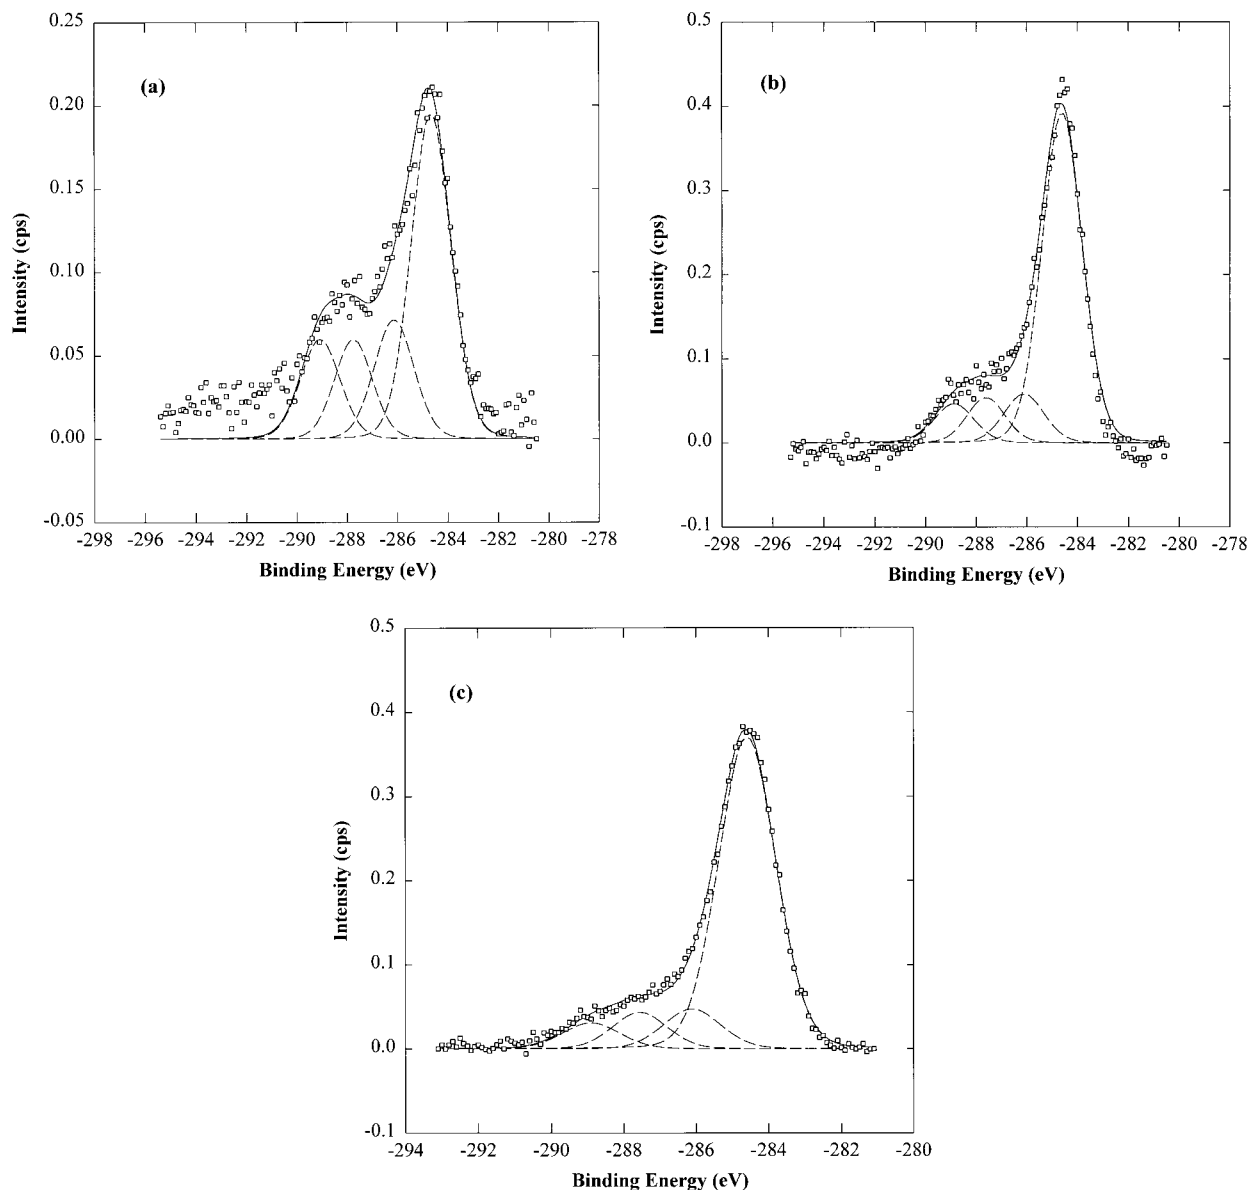 (a)
Intensity (cps)
0.25
0.20
0.15
0.10
0.05
0.00
-0.05
-298 -296 -294 -292 -290 -288 -286 -284 -282 -280 -278
Binding Energy (eV)
(b)
Intensity (cps)
0.5
0.4
0.3
0.2
0.1
0.0
-0.1
-298 -296 -294 -292 -290 -288 -286 -284 -282 -280 -278
Binding Energy (eV)
(c)
Intensity (cps)
0.5
0.4
0.3
0.2
0.1
0.0
-0.1
-294 -292 -290 -288 -286 -284 -282 -280
Binding Energy (eV)